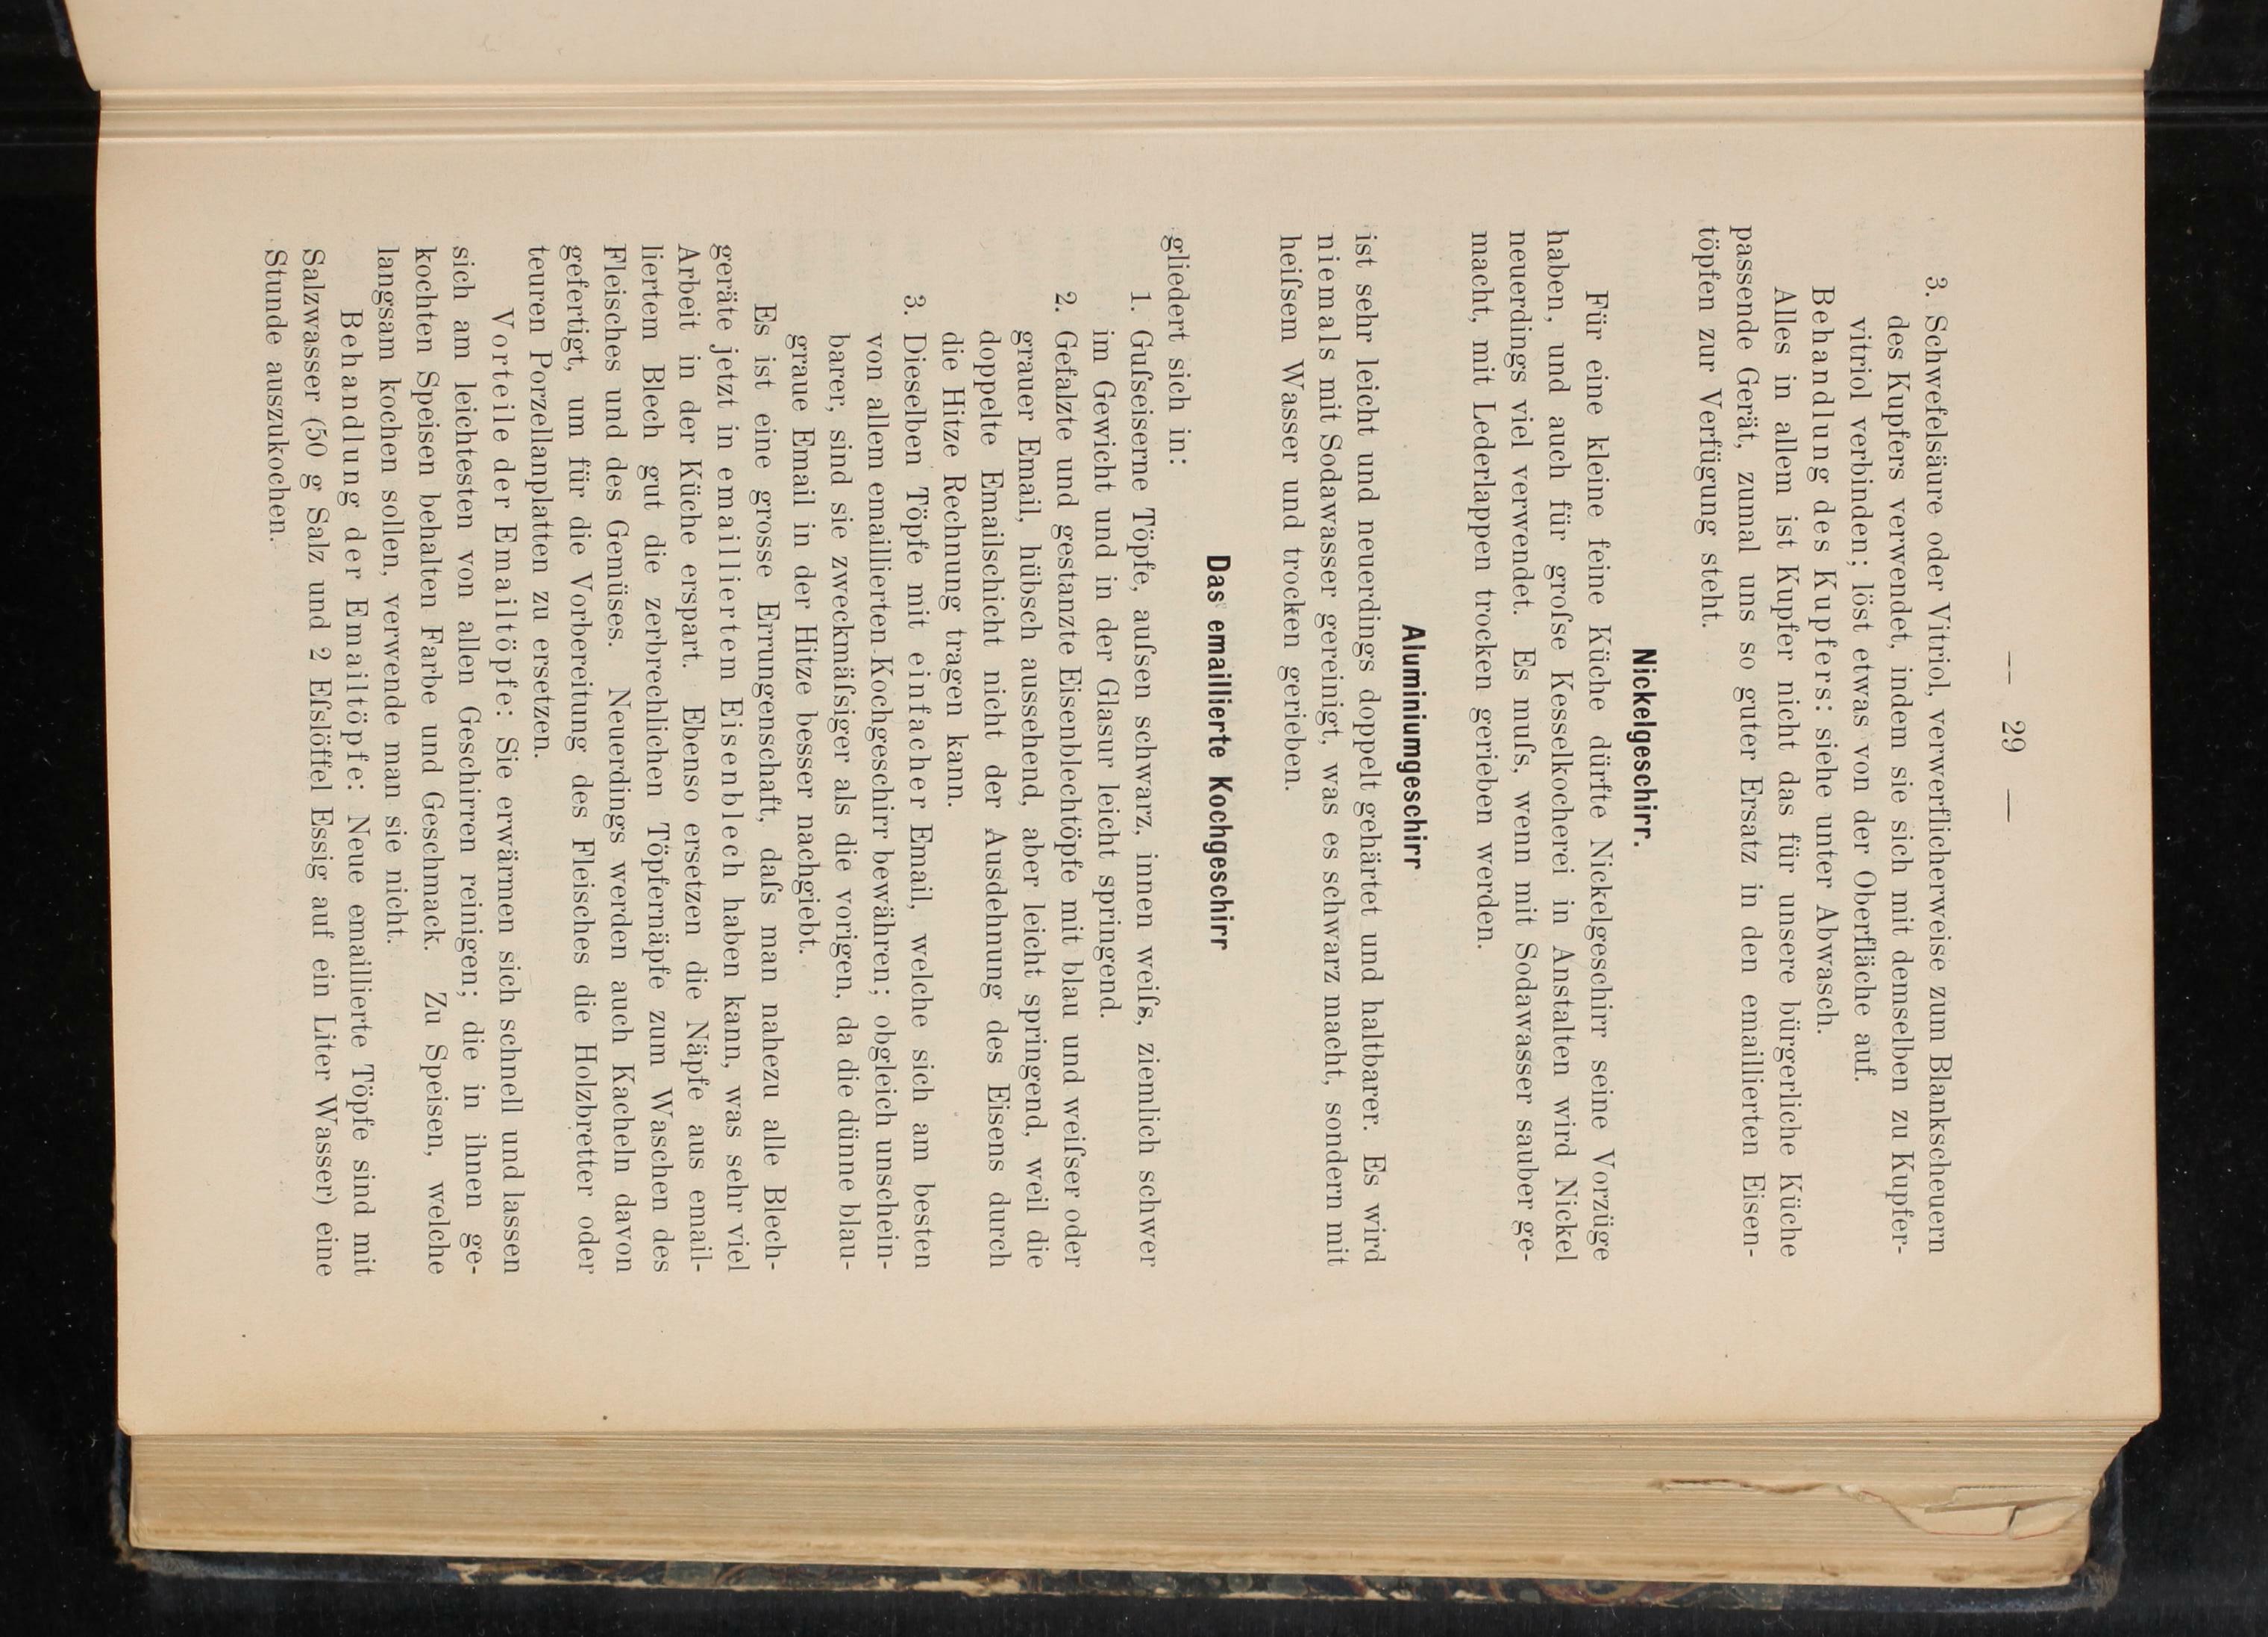 — 29 —
3. Schwefelsäure oder Vitriol, verwerflicherweise zum Blankscheuern
des Kupfers verwendet, indem sie sich mit demselben zu Kupfer-
vitriol verbinden; löst etwas von der Oberfläche auf.
Behandlung des Kupfers: siehe unter Abwasch.
Alles in allem ist Kupfer nicht das für unsere bürgerliche Küche
passende Gerät, zumal uns so guter Ersatz in den emaillierten Eisen-
töpfen zur Verfügung steht.
Nickelgeschirr.
Für eine kleine feine Küche dürfte Nickelgeschirr seine Vorzüge
haben, und auch für groſse Kesselkocherei in Anstalten wird Nickel
neuerdings viel verwendet. Es muſs, wenn mit Sodawasser sauber ge-
macht, mit Lederlappen trocken gerieben werden.
Aluminiumgeschirr
ist sehr leicht und neuerdings doppelt gehärtet und haltbarer. Es wird
niemals mit Sodawasser gereinigt, was es schwarz macht, sondern mit
heiſsem Wasser und trocken gerieben.
Das emaillierte Kochgeschirr
gliedert sich in:
1. Guſseiserne Töpfe, auſsen schwarz, innen weiſs, ziemlich schwer
im Gewicht und in der Glasur leicht springend.
2. Gefalzte und gestanzte Eisenblechtöpfe mit blau und weiſser oder
grauer Email, hübsch aussehend, aber leicht springend, weil die
doppelte Emailschicht nicht der Ausdehnung des Eisens durch
die Hitze Rechnung tragen kann.
3. Dieselben Töpfe mit einfacher Email, welche sich am besten
von allem emaillierten Kochgeschirr bewähren; obgleich unschein-
barer, sind sie zweckmäſsiger als die vorigen, da die dünne blau-
graue Email in der Hitze besser nachgiebt.
Es ist eine grosse Errungenschaft, daſs man nahezu alle Blech-
geräte jetzt in emailliertem Eisenblech haben kann, was sehr viel
Arbeit in der Küche erspart. Ebenso ersetzen die Näpfe aus email-
liertem Blech gut die zerbrechlichen Töpfernäpfe zum Waschen des
Fleisches und des Gemüses. Neuerdings werden auch Kacheln davon
gefertigt, um für die Vorbereitung des Fleisches die Holzbretter oder
teuren Porzellanplatten zu ersetzen.
Vorteile der Emailtöpfe: Sie erwärmen sich schnell und lassen
sich am leichtesten von allen Geschirren reinigen; die in ihnen ge-
kochten Speisen behalten Farbe und Geschmack. Zu Speisen, welche
langsam kochen sollen, verwende man sie nicht.
Behandlung der Emailtöpfe: Neue emaillierte Töpfe sind mit
Salzwasser (50 g Salz und 2 Eſslöffel Essig auf ein Liter Wasser) eine
Stunde auszukochen.